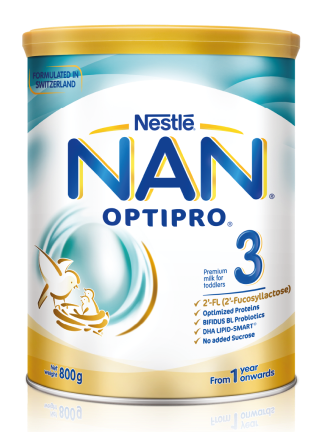 FORMULATED IN
SWITZERLAND
Nestlé
NAN®
OPTIPRO®
3
Premium
milk for
toddlers
✓ 2'-FL (2'-Fucosyllactose)
✓ Optimized Proteins
✓ BIFIDUS BL Probiotics
✓ DHA LIPID-SMART®
✓ No added Sucrose
Net
weight 800g
From 1 year
onwards